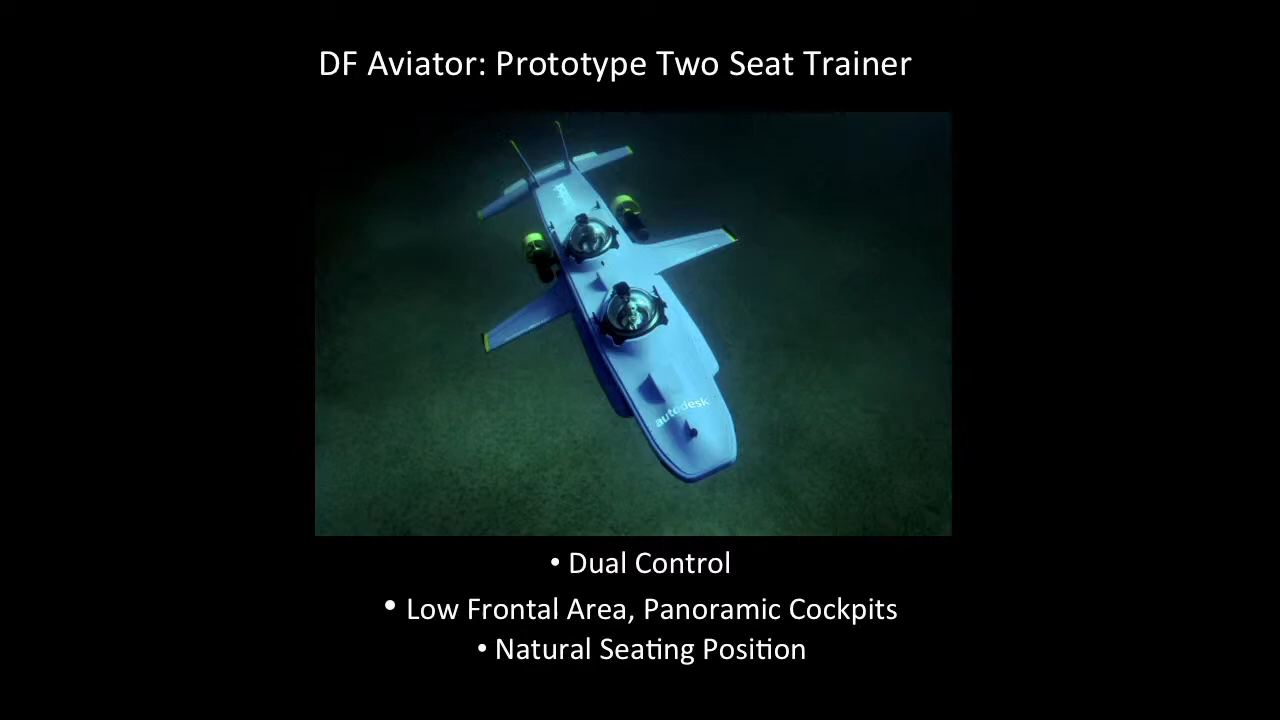 DF Aviator: Prototype Two Seat Trainer
autodesk
• Dual Control
• Low Frontal Area, Panoramic Cockpits
• Natural Seating Position